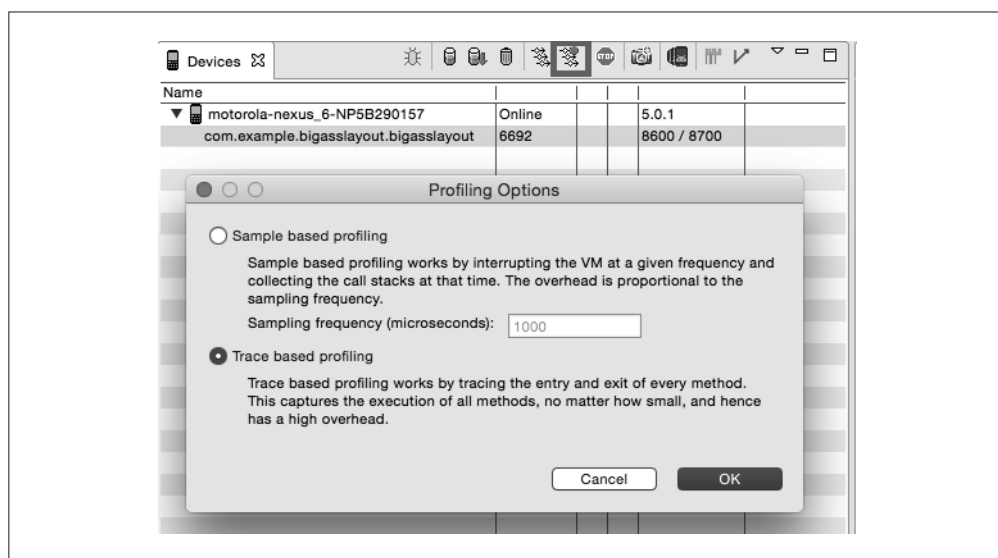 Devices
STOP
Name
motorola-nexus_6-NP5B290157 Online 5.0.1
com.example.bigasslayout.bigasslayout 6692 8600 / 8700
Profiling Options
Sample based profiling
Sample based profiling works by interrupting the VM at a given frequency and
collecting the call stacks at that time. The overhead is proportional to the
sampling frequency.
Sampling frequency (microseconds): 1000
Trace based profiling
Trace based profiling works by tracing the entry and exit of every method.
This captures the execution of all methods, no matter how small, and hence
has a high overhead.
Cancel OK